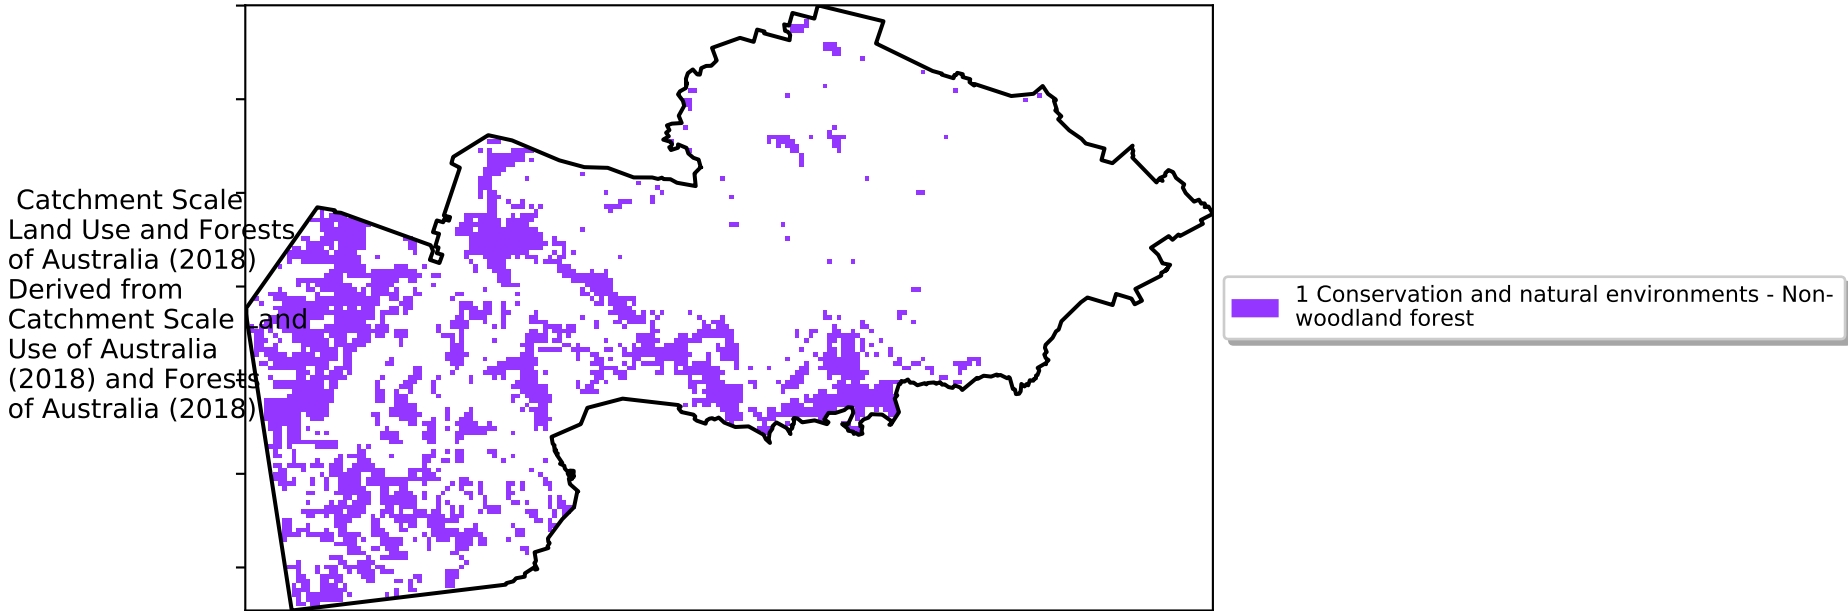 Catchment Scale
Land Use and Forests
of Australia (2018)
Derived from
Catchment Scale Land
Use of Australia
(2018) and Forests
of Australia (2018)
1 Conservation and natural environments - Non-
woodland forest